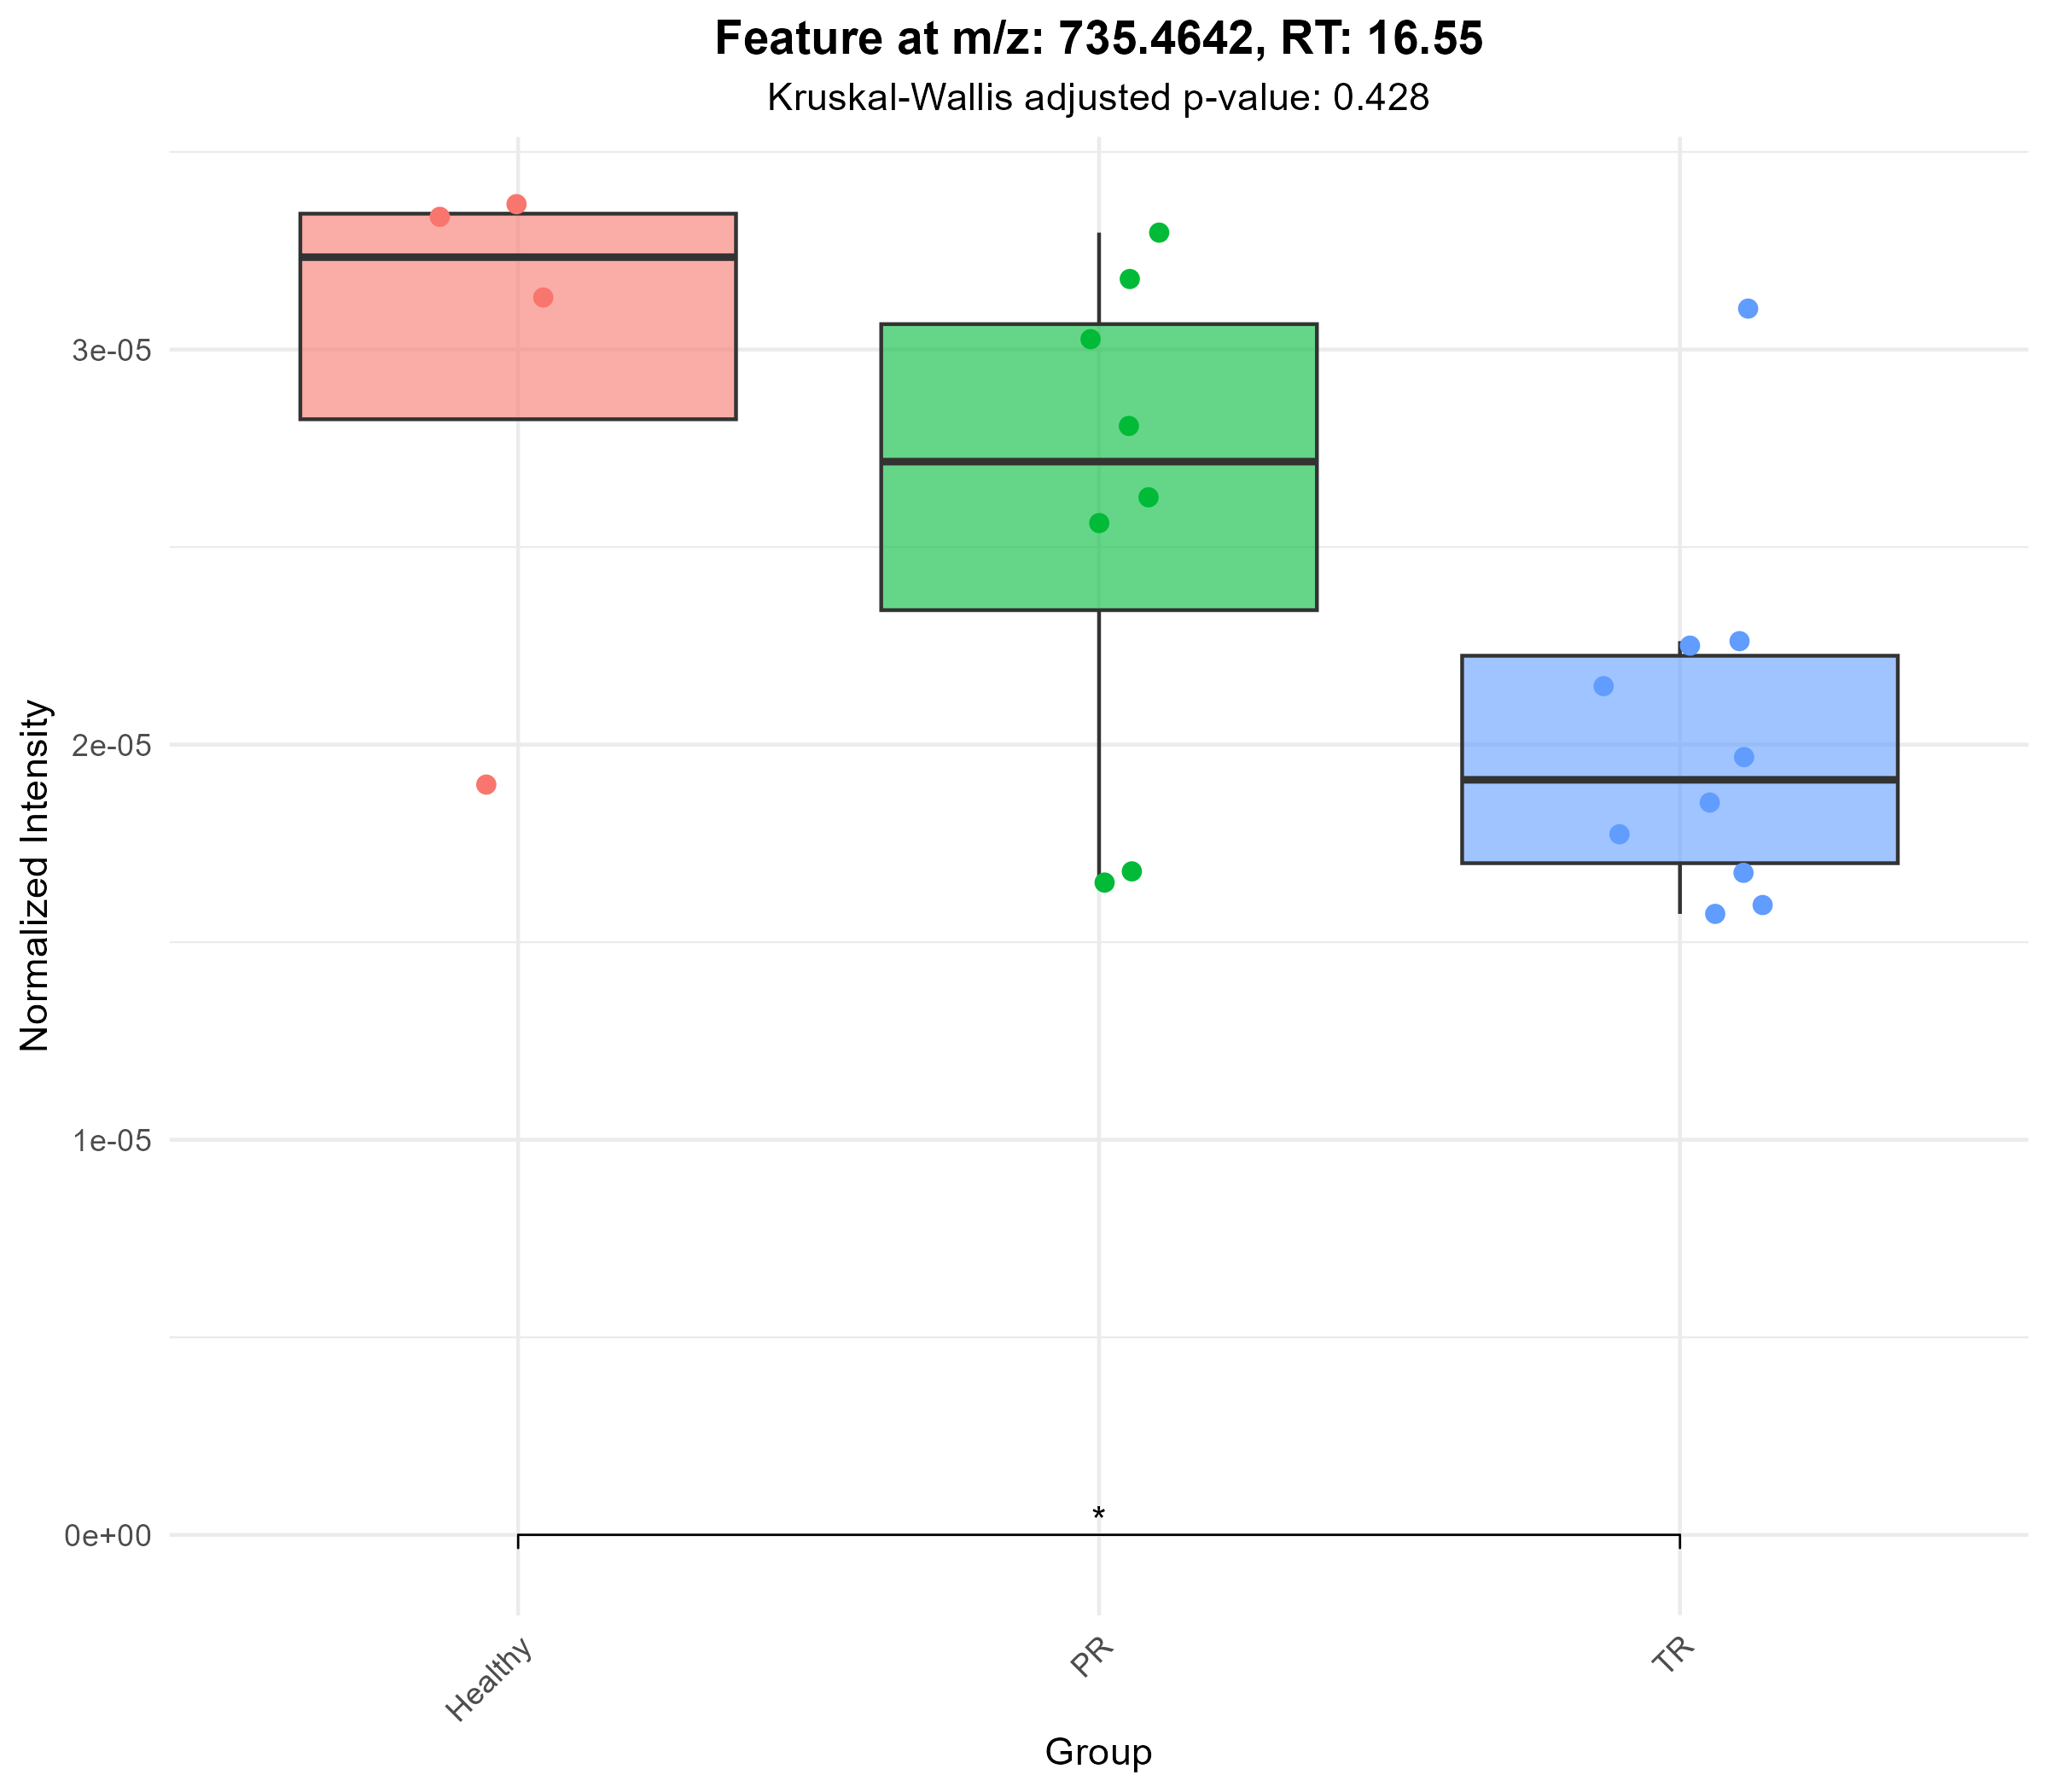 Feature at m/z: 735.4642, RT: 16.55
Kruskal-Wallis adjusted p-value: 0.428
Normalized Intensity
3e-05
2e-05
1e-05
0e+00
*
Healthy
PR
TR
Group